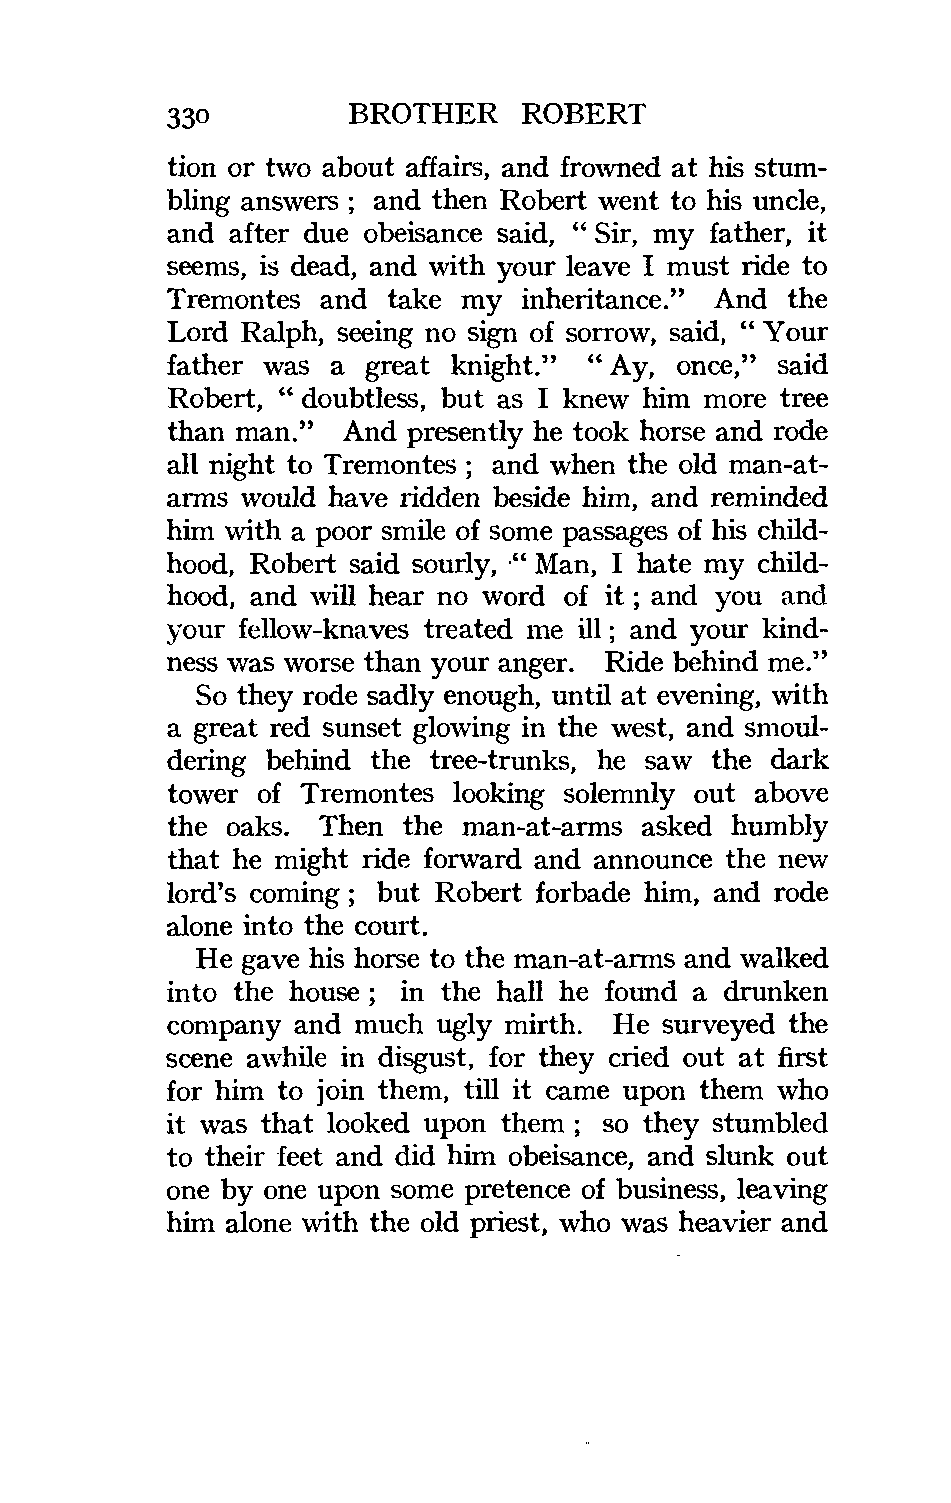 330 BROTHER ROBERT
tion or two about affairs, and frowned at his stum-
bling answers ; and then Robert went to his uncle,
and after due obeisance said, “ Sir, my father, it
seems, is dead, and with your leave I must ride to
Tremontes and take my inheritance.” And the
Lord Ralph, seeing no sign of sorrow, said, “ Your
father was a great knight.” “ Ay, once,” said
Robert, “ doubtless, but as I knew him more tree
than man.” And presently he took horse and rode
all night to Tremontes ; and when the old man-at-
arms would have ridden beside him, and reminded
him with a poor smile of some passages of his child-
hood, Robert said sourly, “ Man, I hate my child-
hood, and will hear no word of it ; and you and
your fellow-knaves treated me ill ; and your kind-
ness was worse than your anger. Ride behind me.”
So they rode sadly enough, until at evening, with
a great red sunset glowing in the west, and smoul-
dering behind the tree-trunks, he saw the dark
tower of Tremontes looking solemnly out above
the oaks. Then the man-at-arms asked humbly
that he might ride forward and announce the new
lord’s coming ; but Robert forbade him, and rode
alone into the court.
He gave his horse to the man-at-arms and walked
into the house ; in the hall he found a drunken
company and much ugly mirth. He surveyed the
scene awhile in disgust, for they cried out at first
for him to join them, till it came upon them who
it was that looked upon them ; so they stumbled
to their feet and did him obeisance, and slunk out
one by one upon some pretence of business, leaving
him alone with the old priest, who was heavier and